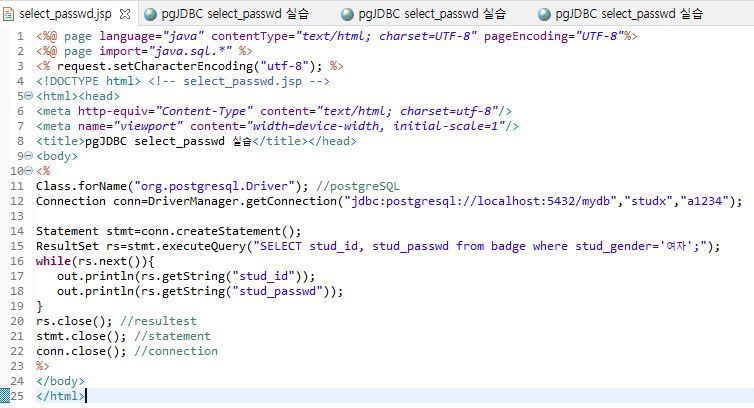 select_passwd.jsp pgJDBC select_passwd 실습 pgJDBC select_passwd 실습 pgJDBC select_passwd 실습
1 <%@ page language="java" contentType="text/html; charset=UTF-8" pageEncoding="UTF-8"%>
2 <%@ page import="java.sql.*" %>
3 <% request.setCharacterEncoding("utf-8"); %>
4 <!DOCTYPE html> <!-- select_passwd.jsp -->
5 <html><head>
6 <meta http-equiv="Content-Type" content="text/html; charset=utf-8"/>
7 <meta name="viewport" content="width=device-width, initial-scale=1"/>
8 <title>pgJDBC select_passwd 실습</title></head>
9 <body>
10 <%
11 Class.forName("org.postgresql.Driver"); //postgreSQL
12 Connection conn=DriverManager.getConnection("jdbc:postgresql://localhost:5432/mydb","studx","a1234");
13
14 Statement stmt=conn.createStatement();
15 ResultSet rs=stmt.executeQuery("SELECT stud_id, stud_passwd from badge where stud_gender='여자';");
16 while(rs.next()){
17 out.println(rs.getString("stud_id"));
18 out.println(rs.getString("stud_passwd"));
19 }
20 rs.close(); //resultest
21 stmt.close(); //statement
22 conn.close(); //connection
23 %>
24 </body>
25 </html>